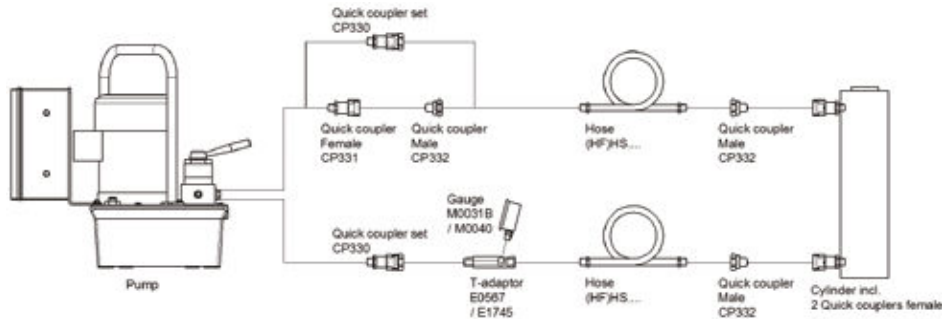 Quick coupler set
CP330
Quick coupler
Female
CP331
Quick coupler
Male
CP332
Hose
(HF)HS....
Quick coupler
Male
CP332
Gauge
M0031B
/ M0040
Quick coupler set
CP330
Pump
T-adaptor
E0567
/ E1745
Hose
(HF)HS....
Quick coupler
Male
CP332
Cylinder incl.
2 Quick couplers female